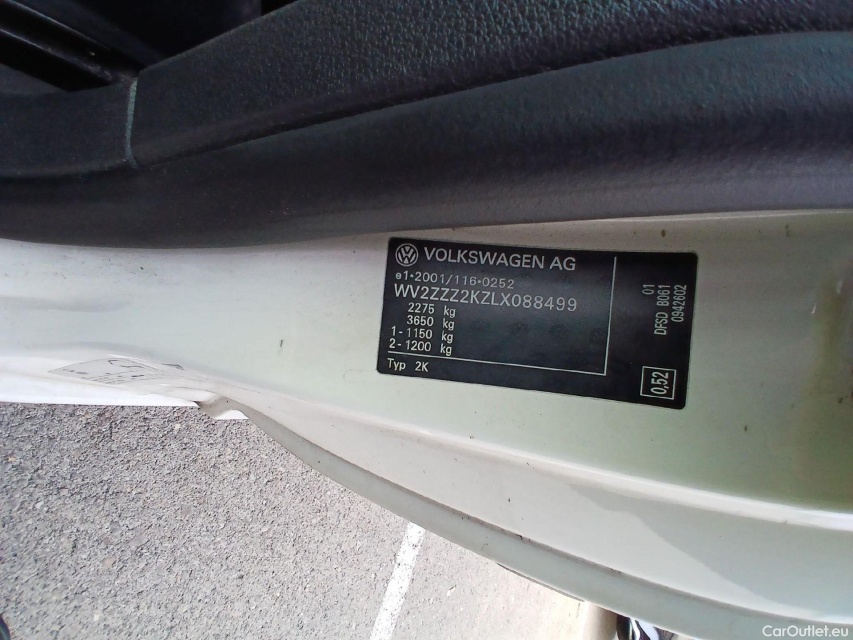 VOLKSWAGEN AG
e1*2001/116*0252
WV2ZZZ2KZLX088499
2275 kg
3650 kg
1- 1150 kg
2- 1200 kg
Typ 2K
01
DFSD B061
0942602
0,52
CarOutlet.eu